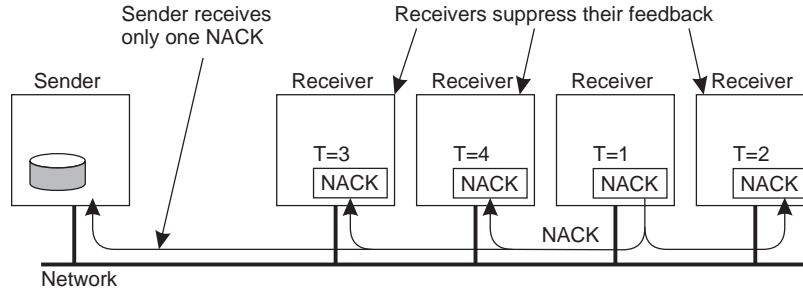 Sender receives
only one NACK
Receivers suppress their feedback
Sender
Receiver
Receiver
Receiver
Receiver
T=3
T=4
T=1
T=2
NACK
NACK
NACK
NACK
NACK
Network